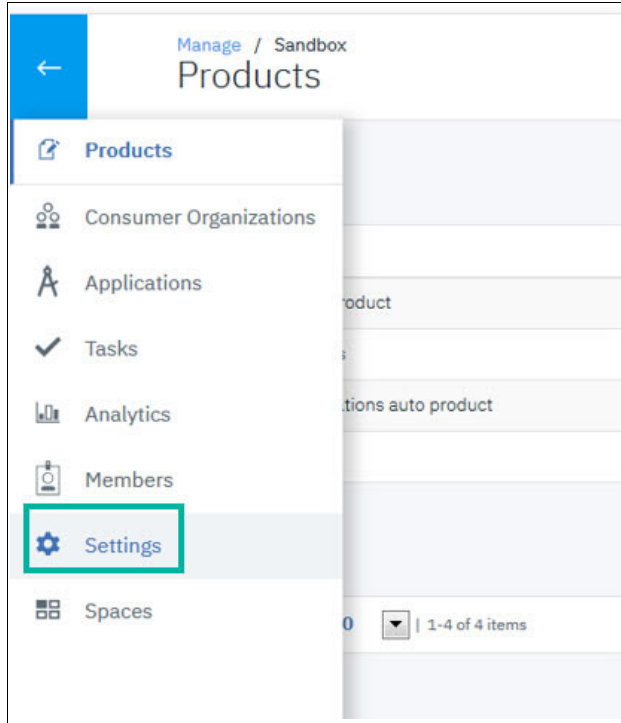 Manage / Sandbox
Products
Products
Consumer Organizations
Applications
roduct
Tasks
s
Analytics
tions auto product
Members
Settings
Spaces
0 | 1-4 of 4 items